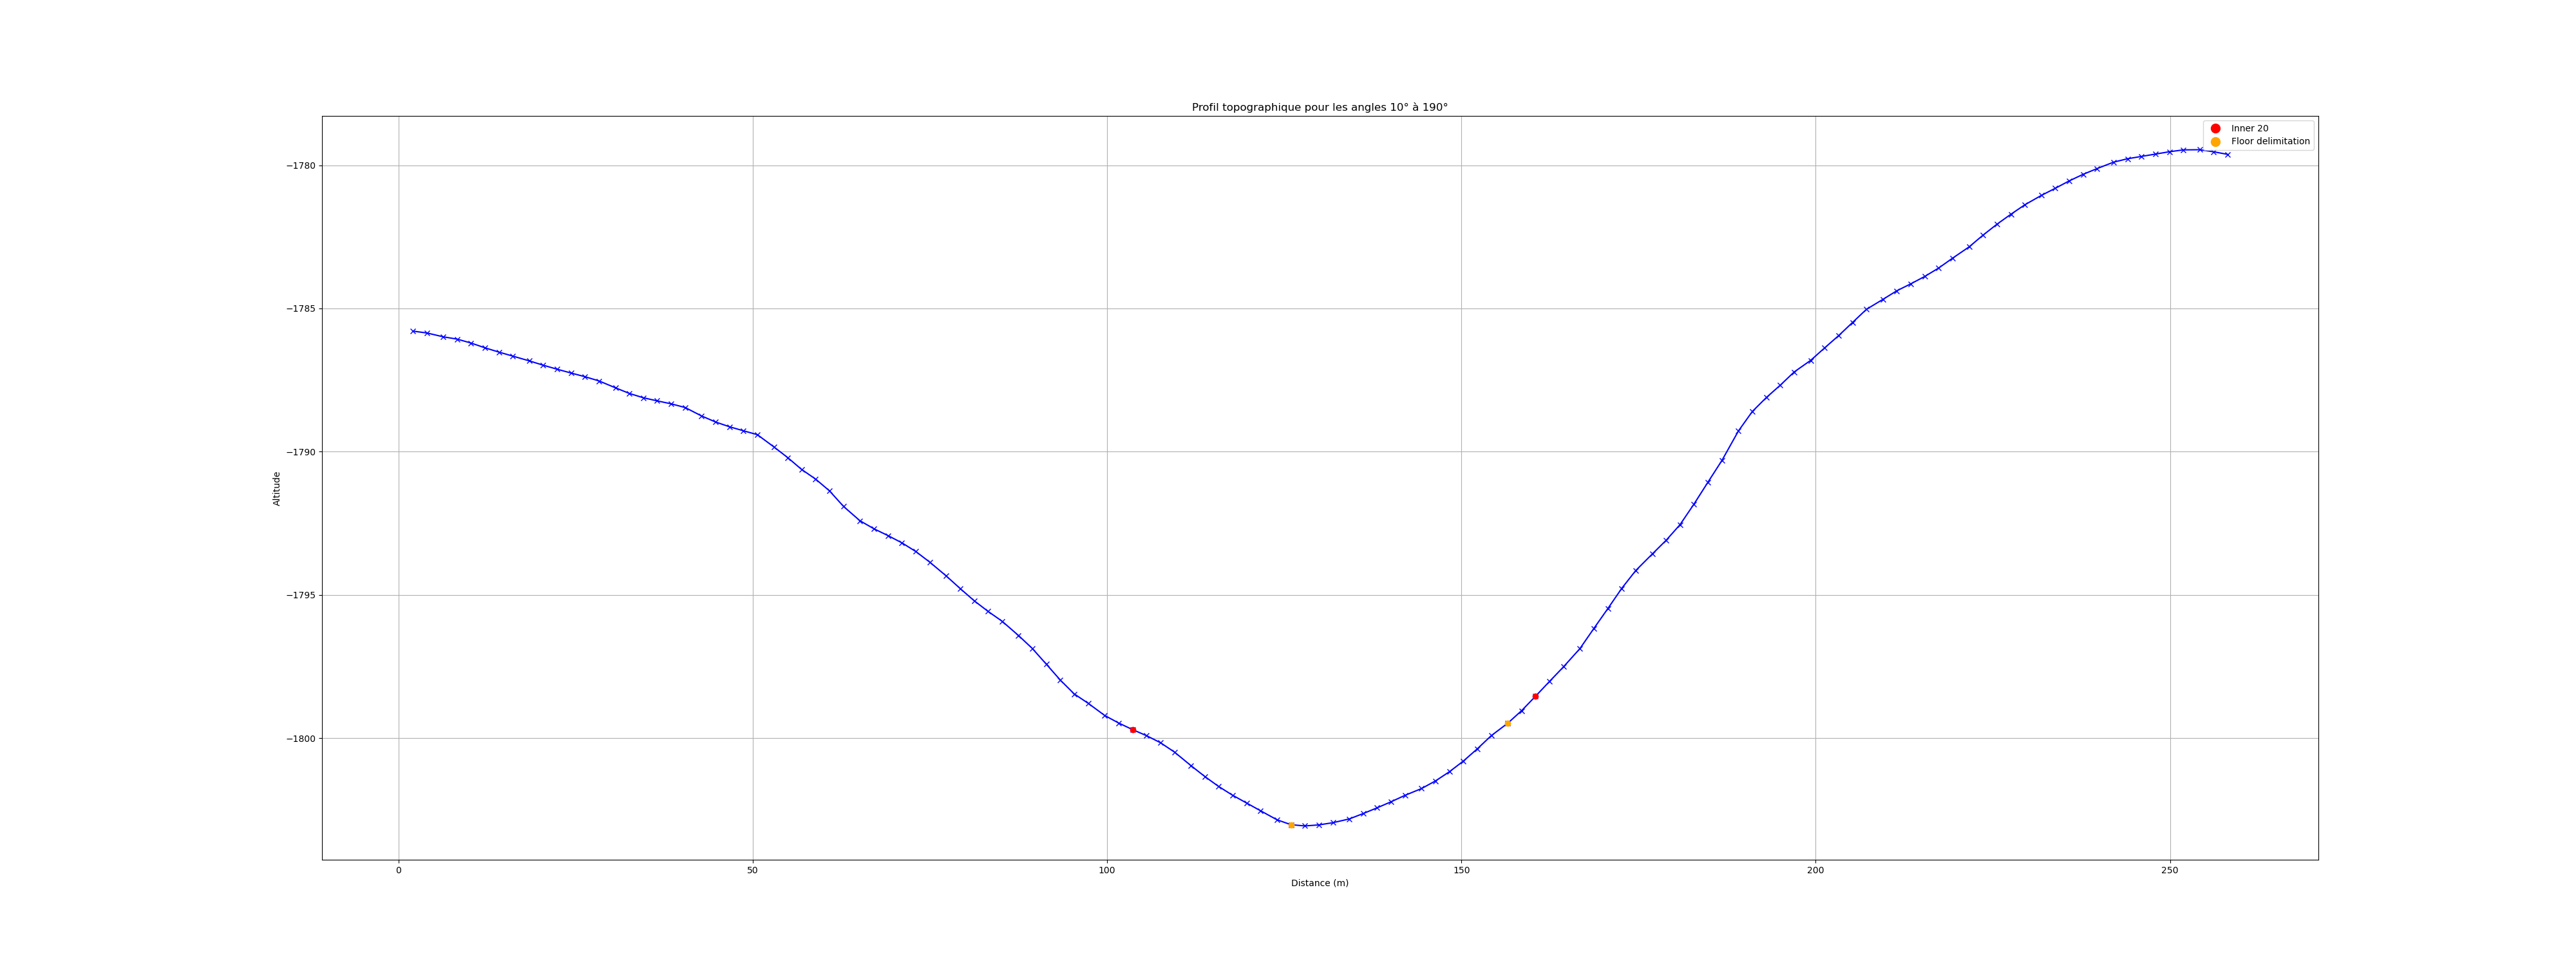 Profil topographique pour les angles 10° à 190°
Inner 20
Floor delimitation
−1780
−1785
−1790
−1795
−1800
Altitude
0 50 100 150 200 250
Distance (m)